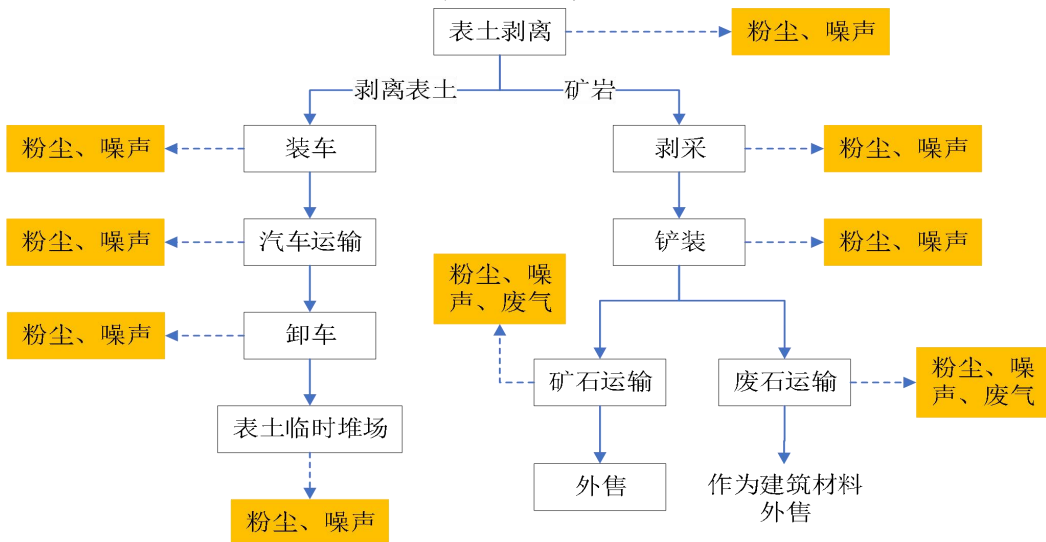 表土剥离
粉尘、噪声
剥离表土
矿岩
粉尘、噪声
装车
剥采
粉尘、噪声
粉尘、噪声
汽车运输
铲装
粉尘、噪声
粉尘、噪
声、废气
粉尘、噪声
卸车
矿石运输
废石运输
粉尘、噪
声、废气
表土临时堆场
外售
作为建筑材料
外售
粉尘、噪声